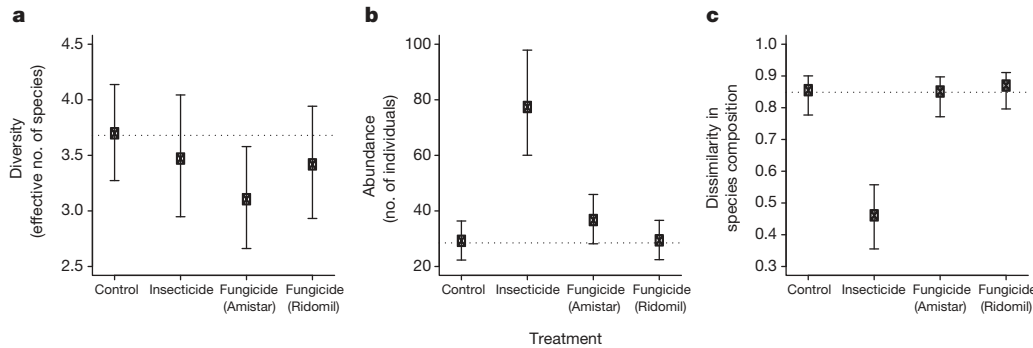 a
Diversity
(effective no. of species)
4.5
4.0
3.5
3.0
2.5
Control
Insecticide
Fungicide
(Amistar)
Fungicide
(Ridomil)
b
Abundance
(no. of individuals)
100
80
60
40
20
Control
Insecticide
Fungicide
(Amistar)
Fungicide
(Ridomil)
Treatment
c
Dissimilarity in
species composition
1.0
0.9
0.8
0.7
0.6
0.5
0.4
0.3
Control
Insecticide
Fungicide
(Amistar)
Fungicide
(Ridomil)